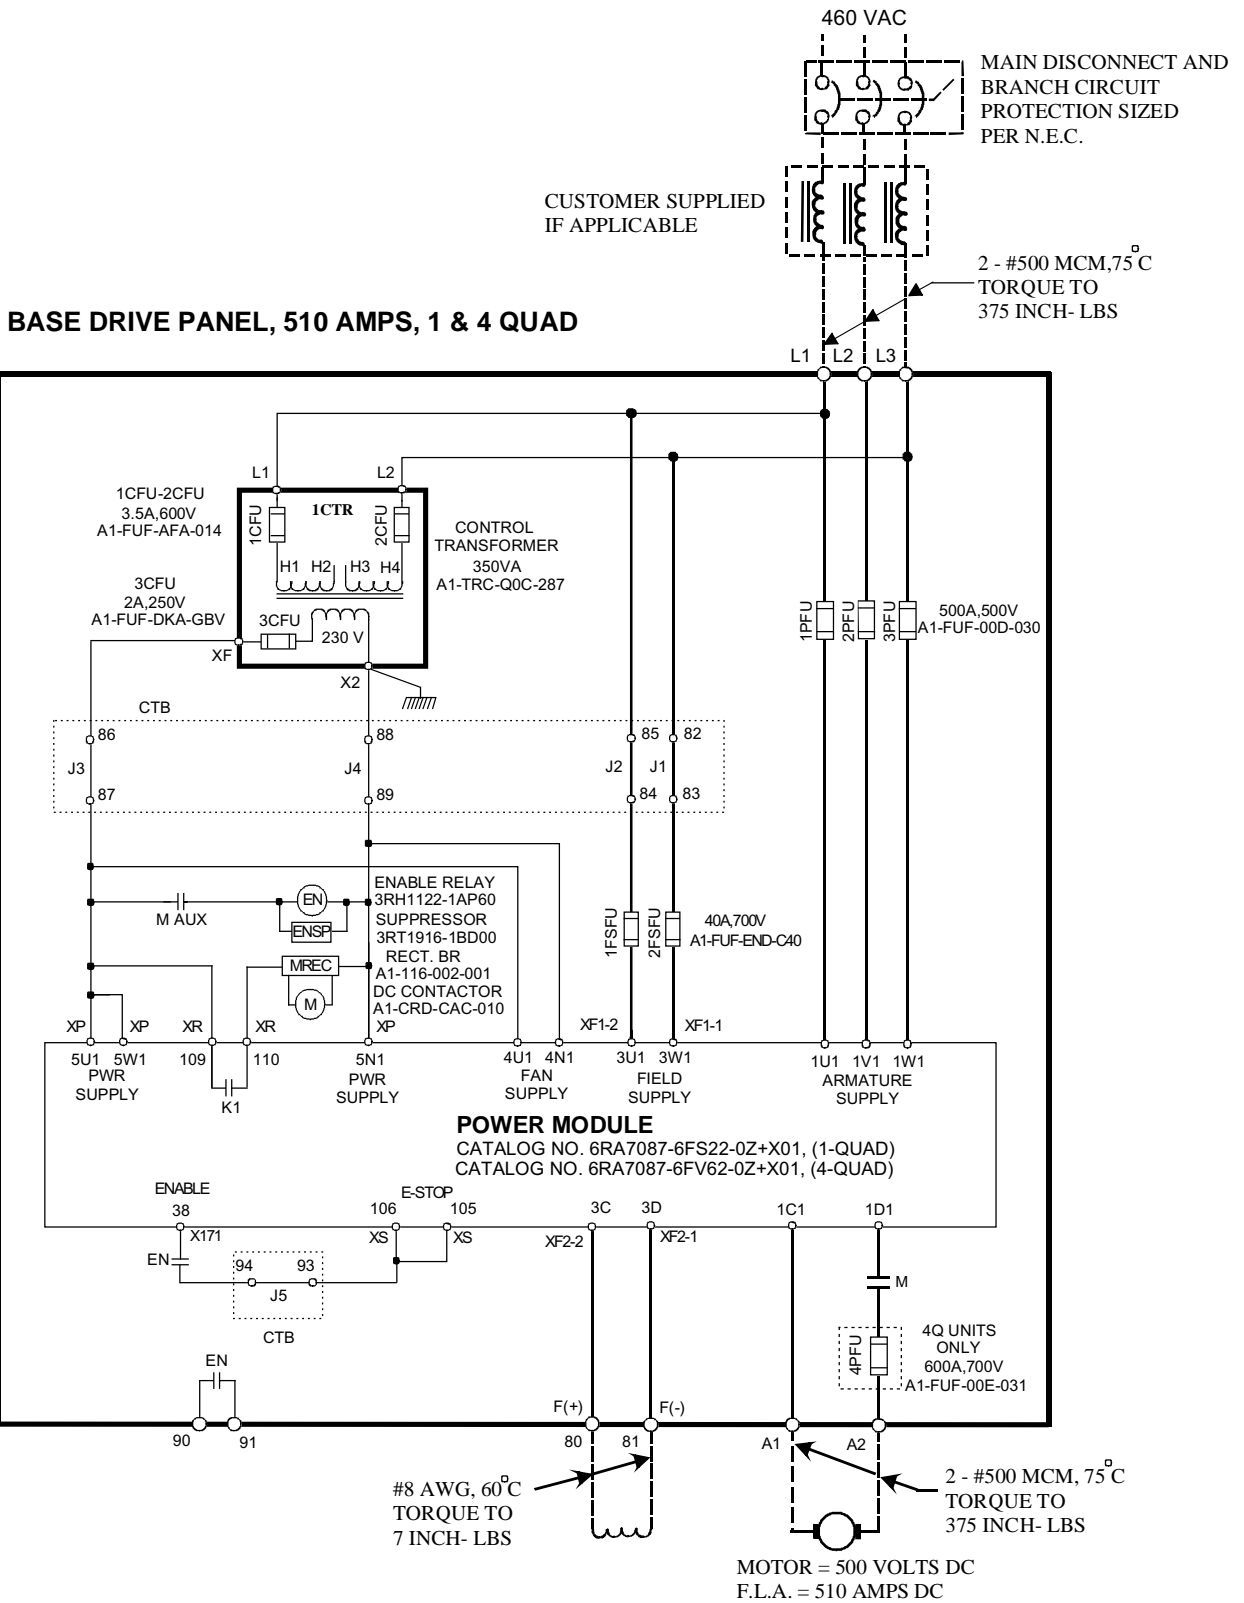 460 VAC
MAIN DISCONNECT AND
BRANCH CIRCUIT
PROTECTION SIZED
PER N.E.C.
CUSTOMER SUPPLIED
IF APPLICABLE
2 - #500 MCM,75°C
TORQUE TO
375 INCH- LBS
BASE DRIVE PANEL, 510 AMPS, 1 & 4 QUAD
L1 L2 L3
L1 L2
1CFU-2CFU
3.5A,600V
A1-FUF-AFA-014
1CFU
1CTR
2CFU
CONTROL
TRANSFORMER
350VA
A1-TRC-Q0C-287
H1 H2 H3 H4
3CFU
2A,250V
A1-FUF-DKA-GBV
3CFU
230 V
XF
X2
1PFU
2PFU
3PFU
500A,500V
A1-FUF-00D-030
CTB
86 88 85 82
J3 J4 J2 J1
87 89 84 83
M AUX
EN
ENSP
MREC
M
ENABLE RELAY
3RH1122-1AP60
SUPPRESSOR
3RT1916-1BD00
RECT. BR
A1-116-002-001
DC CONTACTOR
A1-CRD-CAC-010
1FSFU
2FSFU
40A,700V
A1-FUF-END-C40
XP XP XR XR XP XF1-2 XF1-1
5U1 5W1 109 110 5N1 4U1 4N1 3U1 3W1 1U1 1V1 1W1
PWR
SUPPLY
K1
PWR
SUPPLY
FAN
SUPPLY
FIELD
SUPPLY
ARMATURE
SUPPLY
POWER MODULE
CATALOG NO. 6RA7087-6FS22-0Z+X01, (1-QUAD)
CATALOG NO. 6RA7087-6FV62-0Z+X01, (4-QUAD)
ENABLE
38
E-STOP
106 105
3C 3D 1C1 1D1
X171 XS XS XF2-2 XF2-1
EN
94 93
J5
CTB
M
4PFU
4Q UNITS
ONLY
600A,700V
A1-FUF-00E-031
EN
F(+) F(-)
90 91 80 81 A1 A2
#8 AWG, 60°C
TORQUE TO
7 INCH- LBS
2 - #500 MCM, 75°C
TORQUE TO
375 INCH- LBS
MOTOR = 500 VOLTS DC
F.L.A. = 510 AMPS DC